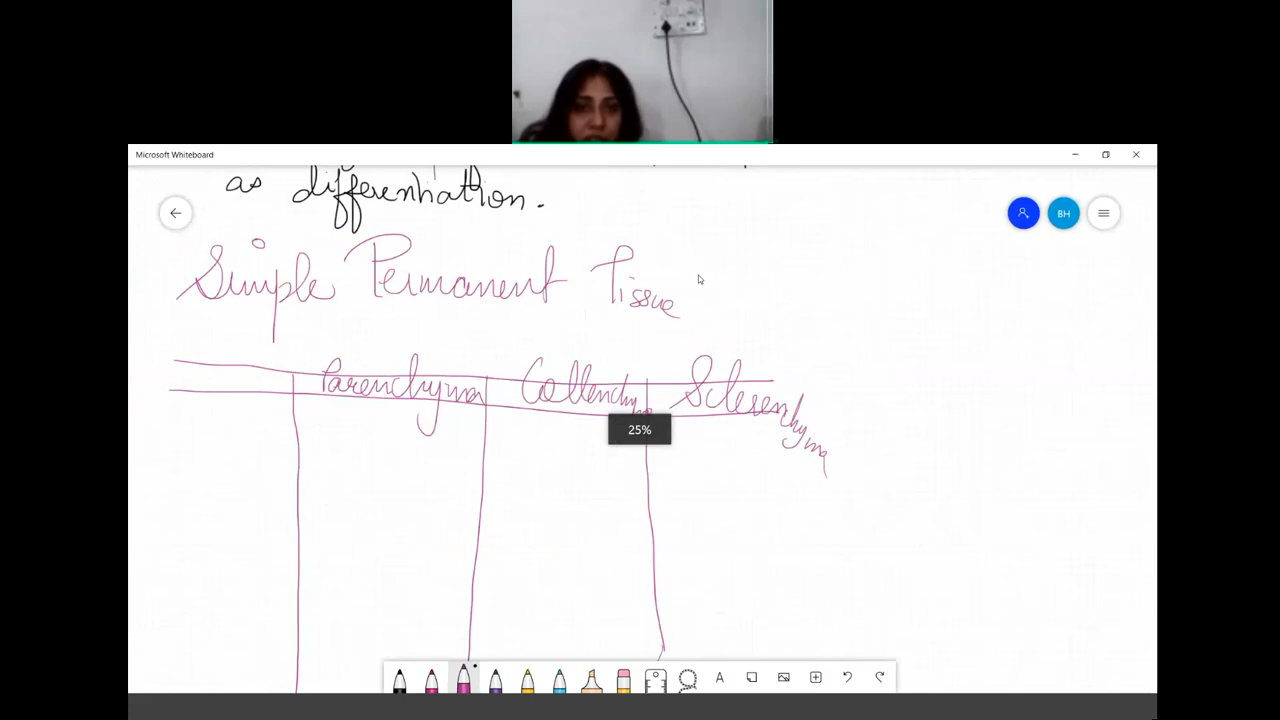 Microsoft Whiteboard
as differentiation.
BH
Simple Permanent Tissue
Parenchyma Collenchyma Sclerenchyma
25%
A